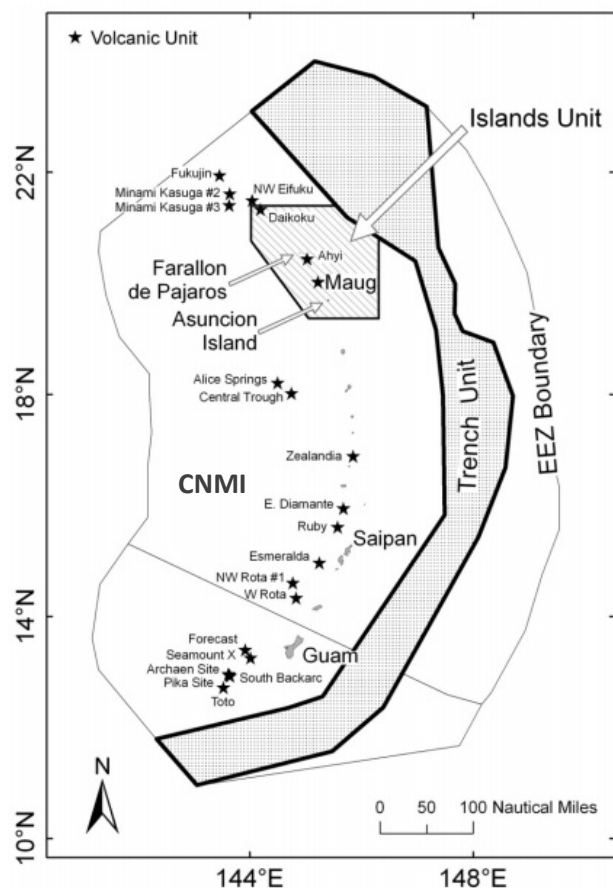 ★ Volcanic Unit
Islands Unit
22°N
Fukujin
Minami Kasuga #2
NW Eifuku
Minami Kasuga #3
Daikoku
Ahyi
Farallon
de Pajaros
Maug
Asuncion
Island
18°N
Alice Springs
Central Trough
Trench Unit
EEZ Boundary
Zealandia
CNMI
E. Diamante
Ruby
Saipan
Esmeralda
NW Rota #1
W Rota
14°N
Forecast
Seamount X
Guam
Archaen Site
South Backarc
Pika Site
Toto
N
0 50 100 Nautical Miles
10°N
144°E
148°E